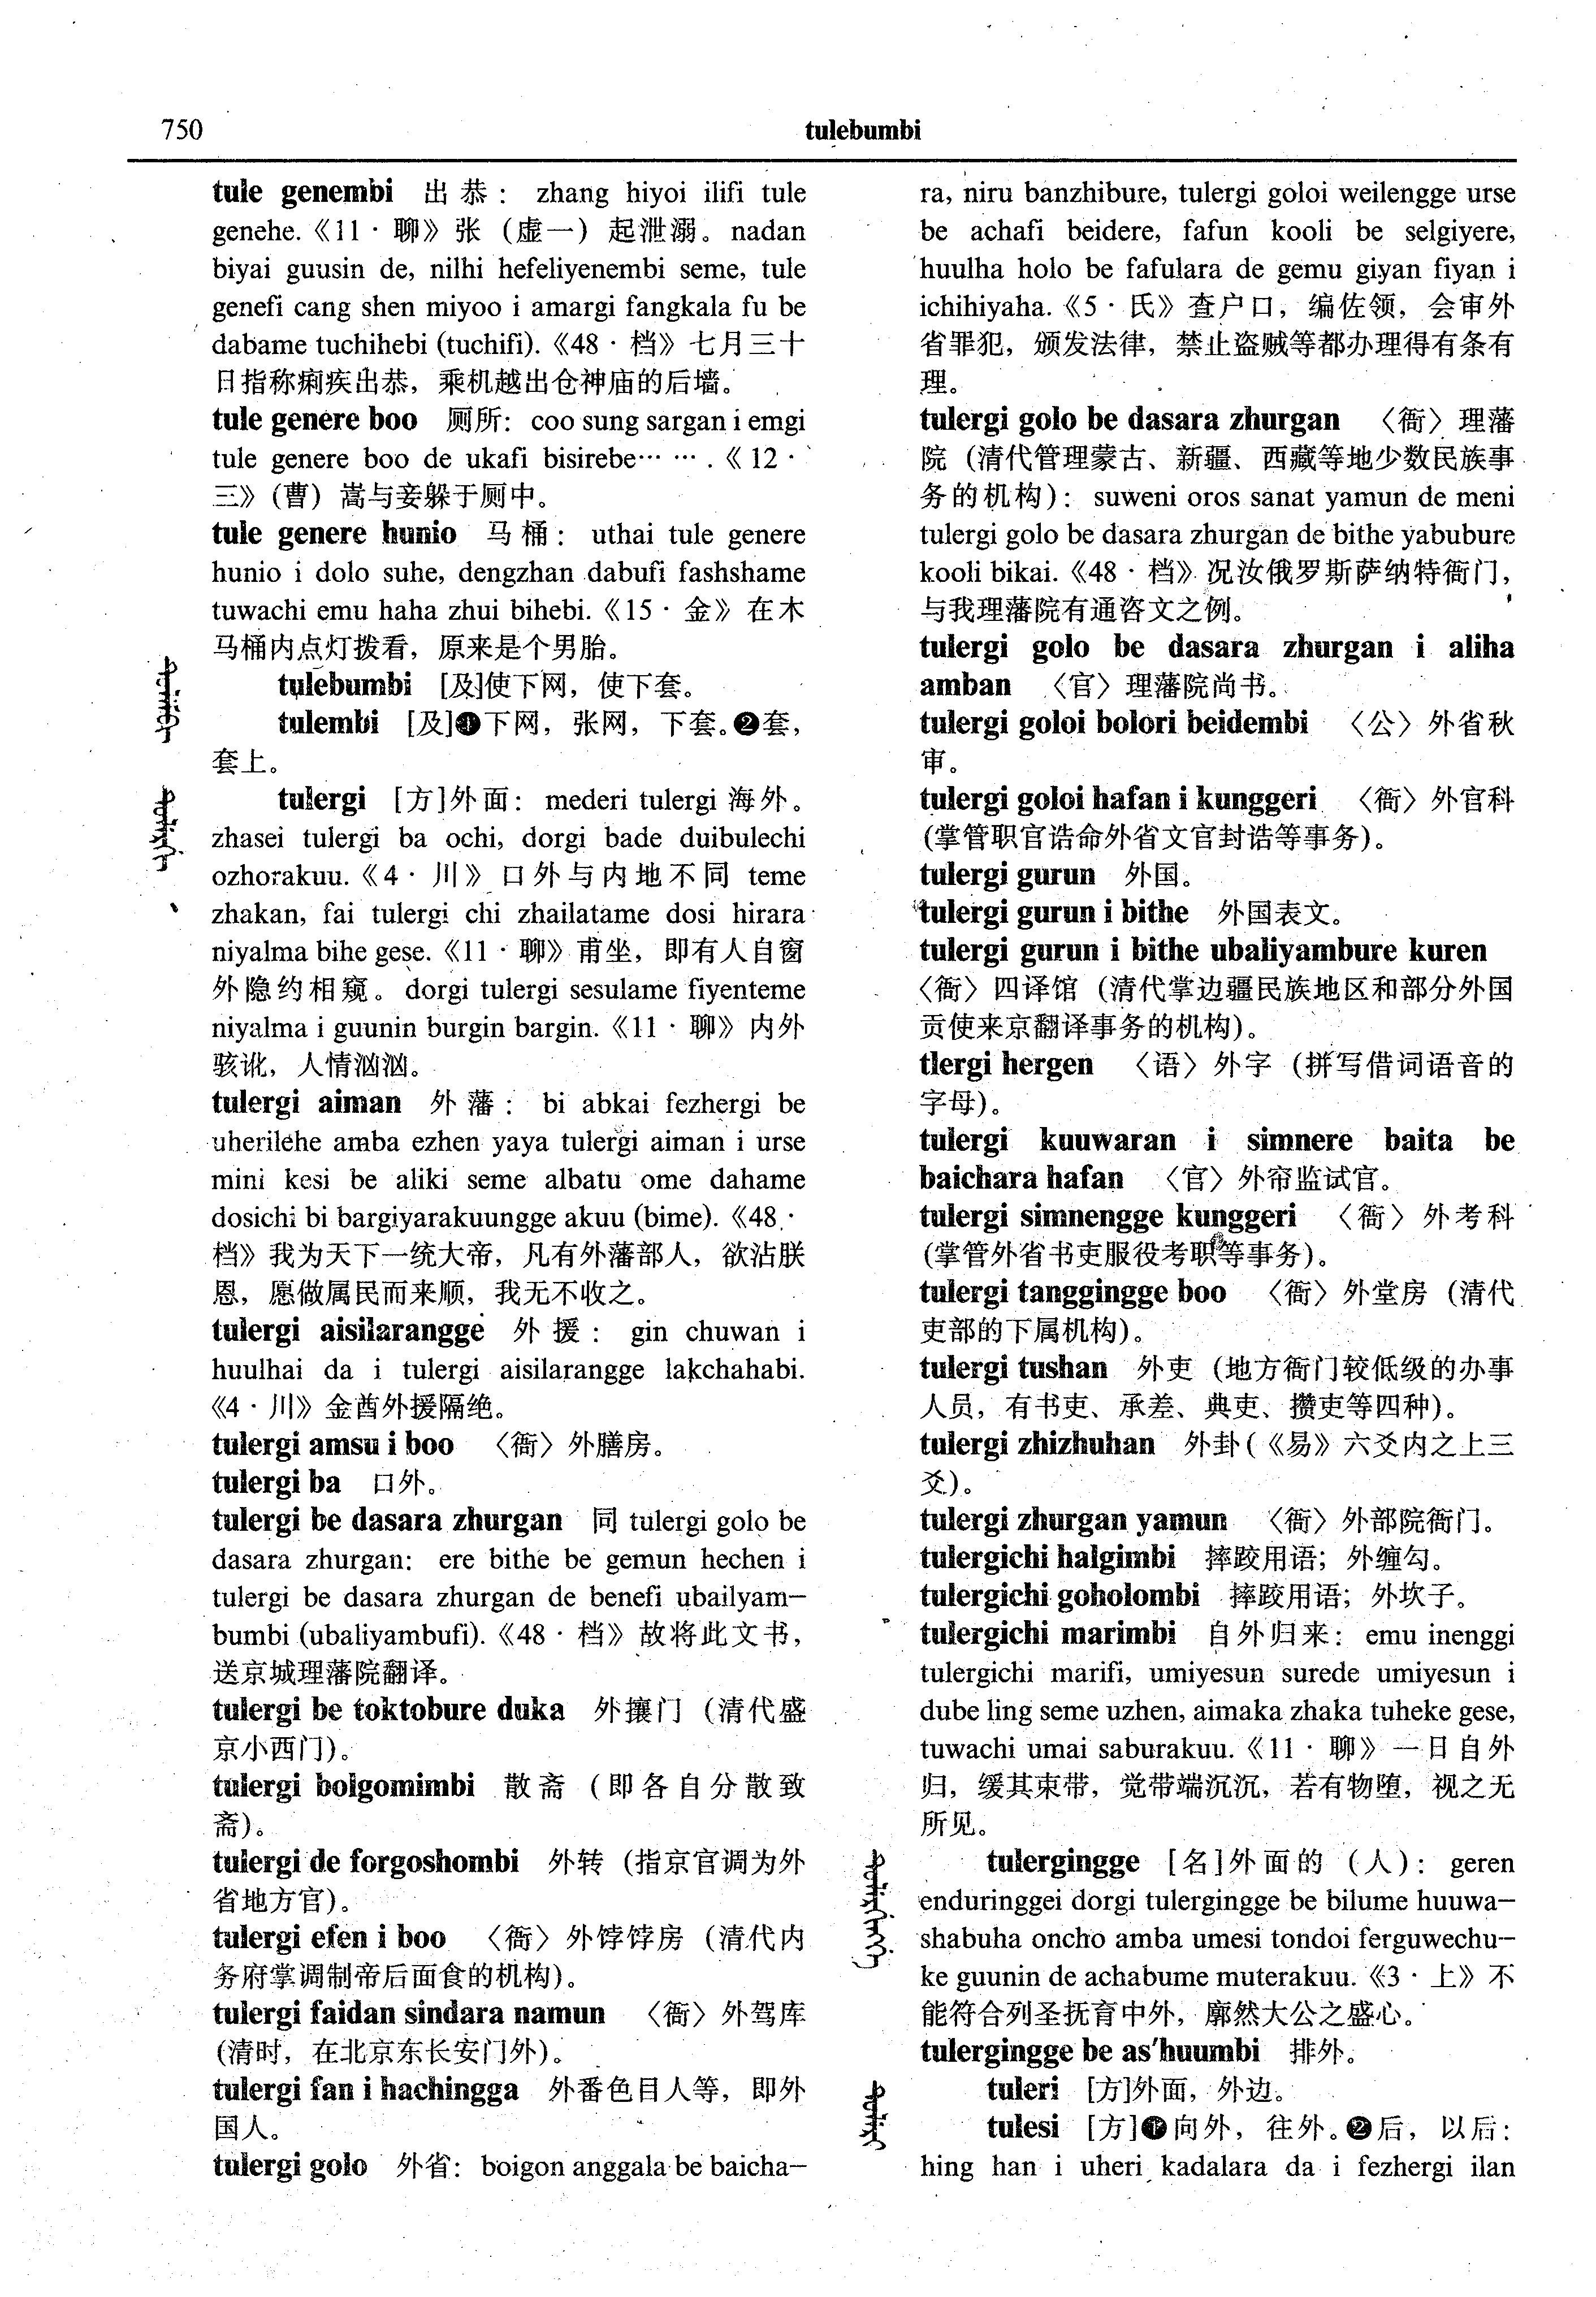 750
tulebumbi
tule genembi 出恭： zhang hiyoi ilifi tule
genehe.《11·聊》张（虚一）起泄溺。nadan
biyai guusin de, nilhi hefeliyenembi seme, tule
genefi cang shen miyoo i amargi fangkala fu be
dabame tuchihebi (tuchifi).《48·档》七月三十
日指称痢疾出恭，乘机越出仓神庙的后墙。
tule genere boo 厕所： coo sung sargan i emgi
tule genere boo de ukafi bisirebe… ….《12·
三》（曹）嵩与妾躲于厕中。
tule genere hunio 马桶： uthai tule genere
hunio i dolo suhe, dengzhan dabufi fashshame
tuwachi emu haha zhui bihebi.《15·金》在木
马桶内点灯拨看，原来是个男胎。
tulebumbi [及]使下网，使下套。
tulembi [及]❶下网，张网，下套。❷套，
套上。
tulergi [方]外面： mederi tulergi 海外。
zhasei tulergi ba ochi, dorgi bade duibulechi
ozhorakuu.《4·川》口外与内地不同 teme
zhakan, fai tulergi chi zhailatame dosi hirara
niyalma bihe gese.《11·聊》甫坐，即有人自窗
外隐约相窥。dorgi tulergi sesulame fiyenteme
niyalma i guunin burgin bargin.《11·聊》内外
骇讹，人情汹汹。
tulergi aiman 外藩： bi abkai fezhergi be
uherilehe amba ezhen yaya tulergi aiman i urse
mini kesi be aliki seme albatu ome dahame
dosichi bi bargiyarakuungge akuu (bime).《48·
档》我为天下一统大帝，凡有外藩部人，欲沾朕
恩，愿做属民而来顺，我无不收之。
tulergi aisilarangge 外援： gin chuwan i
huulhai da i tulergi aisilarangge lakchahabi.
《4·川》金酋外援隔绝。
tulergi amsu i boo 〈衙〉外膳房。
tulergi ba 口外。
tulergi be dasara zhurgan 同 tulergi golo be
dasara zhurgan: ere bithe be gemun hechen i
tulergi be dasara zhurgan de benefi ubailyam–
bumbi (ubaliyambufi).《48·档》故将此文书，
送京城理藩院翻译。
tulergi be toktobure duka 外攘门（清代盛
京小西门）。
tulergi bolgomimbi 散斋（即各自分散致
斋）。
tulergi de forgoshombi 外转（指京官调为外
省地方官）。
tulergi efen i boo 〈衙〉外饽饽房（清代内
务府掌调制帝后面食的机构）。
tulergi faidan sindara namun 〈衙〉外驾库
（清时，在北京东长安门外）。
tulergi fan i hachingga 外番色目人等，即外
国人。
tulergi golo 外省： boigon anggala be baicha–
ra, niru banzhibure, tulergi goloi weilengge urse
be achafi beidere, fafun kooli be selgiyere,
huulha holo be fafulara de gemu giyan fiyan i
ichihiyaha.《5·氏》查户口，编佐领，会审外
省罪犯，颁发法律，禁止盗贼等都办理得有条有
理。
tulergi golo be dasara zhurgan 〈衙〉理藩
院（清代管理蒙古、新疆、西藏等地少数民族事
务的机构）： suweni oros sanat yamun de meni
tulergi golo be dasara zhurgan de bithe yabubure
kooli bikai.《48·档》况汝俄罗斯萨纳特衙门，
与我理藩院有通咨文之例。
tulergi golo be dasara zhurgan i aliha
amban 〈官〉理藩院尚书。
tulergi goloi bolori beidembi 〈公〉外省秋
审。
tulergi goloi hafan i kunggeri 〈衙〉外官科
（掌管职官诰命外省文官封诰等事务）。
tulergi gurun 外国。
tulergi gurun i bithe 外国表文。
tulergi gurun i bithe ubaliyambure kuren
〈衙〉四译馆（清代掌边疆民族地区和部分外国
贡使来京翻译事务的机构）。
tlergi hergen 〈语〉外字（拼写借词语音的
字母）。
tulergi kuuwaran i simnere baita be
baichara hafan 〈官〉外帘监试官。
tulergi simnengge kunggeri 〈衙〉外考科
（掌管外省书吏服役考职等事务）。
tulergi tanggingge boo 〈衙〉外堂房（清代
吏部的下属机构）。
tulergi tushan 外吏（地方衙门较低级的办事
人员，有书吏、承差、典吏、攒吏等四种）。
tulergi zhizhuhan 外卦（《易》六爻内之上三
爻）。
tulergi zhurgan yamun 〈衙〉外部院衙门。
tulergichi halgimbi 摔跤用语；外缠勾。
tulergichi goholombi 摔跤用语；外坎子。
tulergichi marimbi 自外归来： emu inenggi
tulergichi marifi, umiyesun surede umiyesun i
dube ling seme uzhen, aimaka zhaka tuheke gese,
tuwachi umai saburakuu.《11·聊》一日自外
归，缓其束带，觉带端沉沉，若有物堕，视之无
所见。
tulergingge [名]外面的（人）： geren
enduringgei dorgi tulergingge be bilume huuwa–
shabuha oncho amba umesi tondoi ferguwechu–
ke guunin de achabume muterakuu.《3·上》不
能符合列圣抚育中外，廓然大公之盛心。
tulergingge be as'huumbi 排外。
tuleri [方]外面，外边。
tulesi [方]❶向外，往外。❷后，以后：
hing han i uheri kadalara da i fezhergi ilan